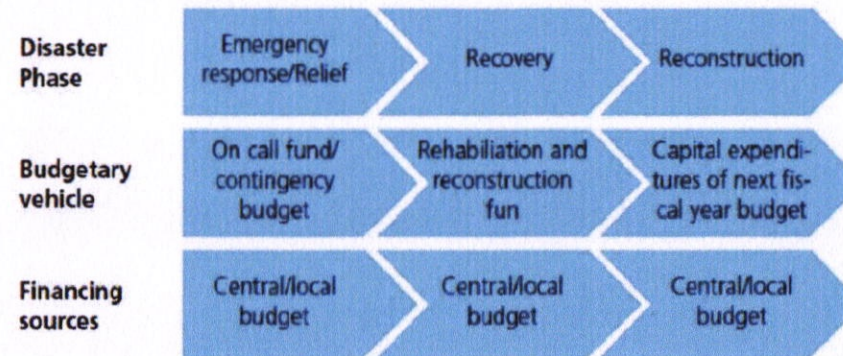 Disaster
Phase
Emergency
response/Relief
Recovery
Reconstruction
Budgetary
vehicle
On call fund/
contingency
budget
Rehabiliation and
reconstruction
fun
Capital expendi-
tures of next fis-
cal year budget
Financing
sources
Central/local
budget
Central/local
budget
Central/local
budget